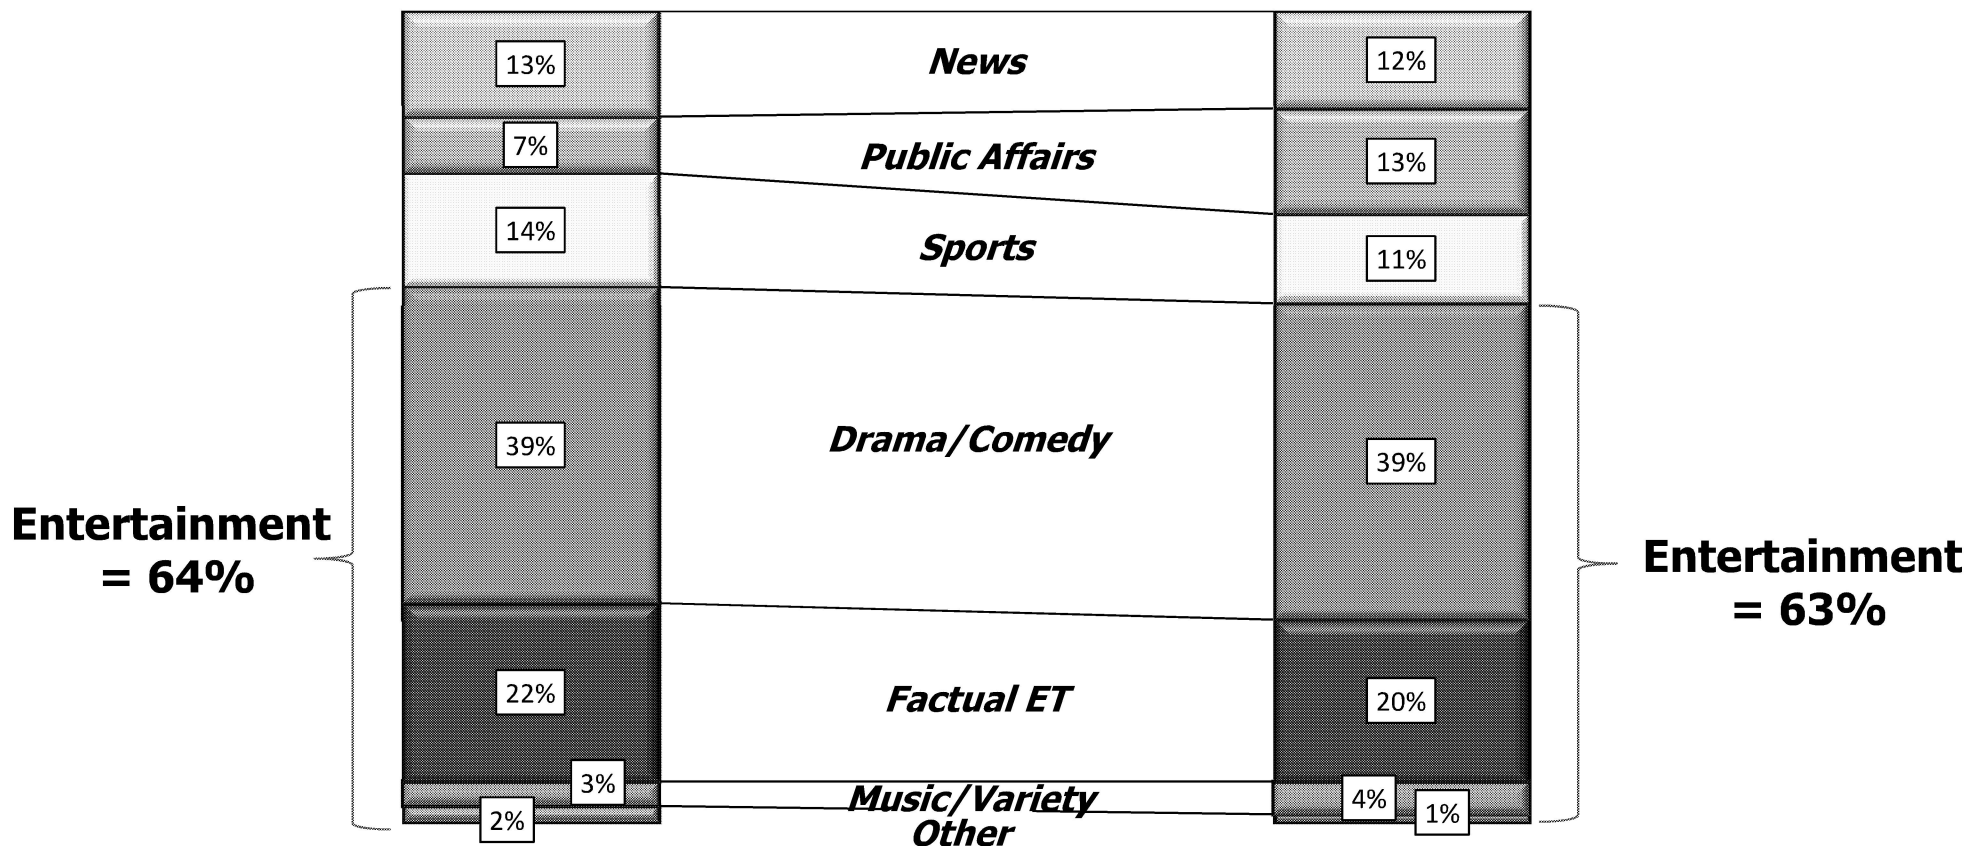 13%
News
12%
7%
Public Affairs
13%
14%
Sports
11%
39%
Drama/Comedy
39%
Entertainment
= 64%
Entertainment
= 63%
22%
Factual ET
20%
3%
Music/Variety
4%
2%
Other
1%